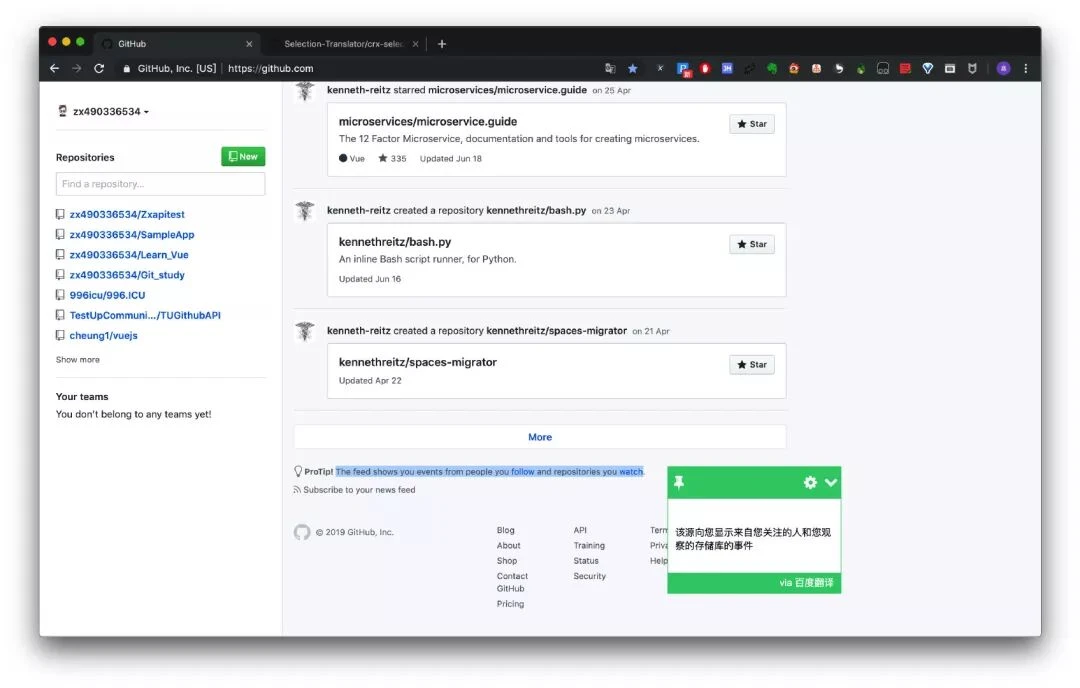 GitHub
Selection-Translator/crx-selec
GitHub, Inc. [US] | https://github.com
zx490336534
Repositories
New
Find a repository...
zx490336534/Zxapitest
zx490336534/SampleApp
zx490336534/Learn_Vue
zx490336534/Git_study
996icu/996.ICU
TestUpCommuni.../TUGithubAPI
cheung1/vuejs
Show more
Your teams
You don't belong to any teams yet!
kenneth-reitz starred microservices/microservice.guide on 25 Apr
microservices/microservice.guide
Star
The 12 Factor Microservice, documentation and tools for creating microservices.
Vue 335 Updated Jun 18
kenneth-reitz created a repository kennethreitz/bash.py on 23 Apr
kennethreitz/bash.py
Star
An inline Bash script runner, for Python.
Updated Jun 16
kenneth-reitz created a repository kennethreitz/spaces-migrator on 21 Apr
kennethreitz/spaces-migrator
Star
Updated Apr 22
More
ProTip! The feed shows you events from people you follow and repositories you watch.
Subscribe to your news feed
该源向您显示来自您关注的人和您观
察的存储库的事件
via 百度翻译
© 2019 GitHub, Inc.
Blog
About
Shop
Contact
GitHub
Pricing
API
Training
Status
Security
Term
Priva
Help